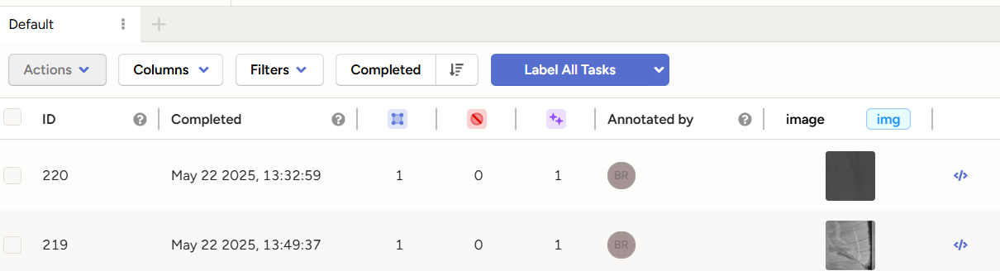 Default
Actions Columns Filters Completed Label All Tasks
ID Completed Annotated by image img
220 May 22 2025, 13:32:59 1 0 1 BR </>
219 May 22 2025, 13:49:37 1 0 1 BR </>